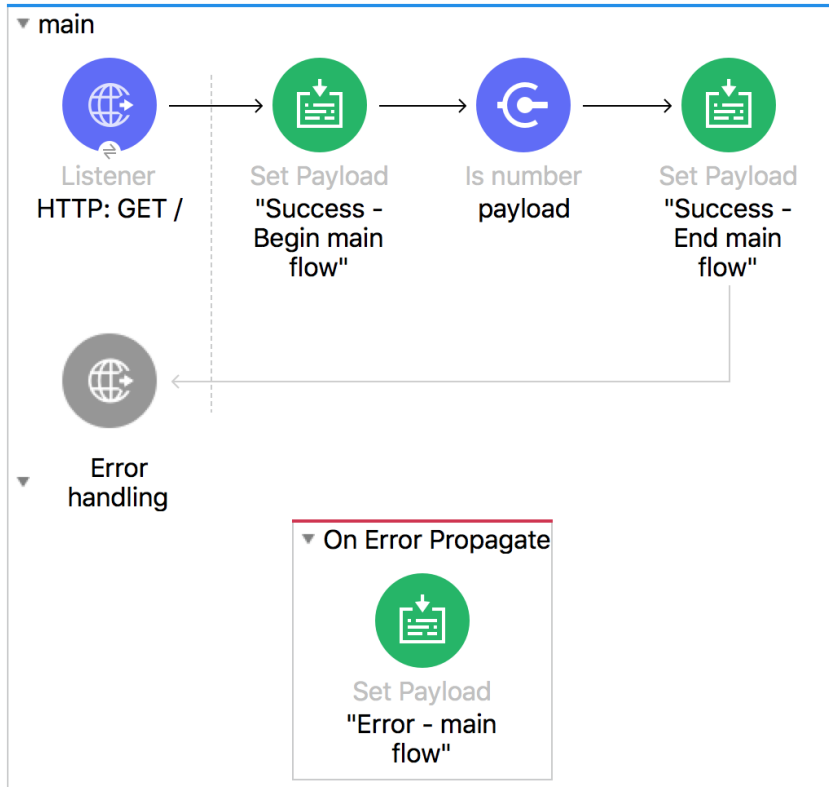 main
Listener
HTTP: GET /
Set Payload
"Success -
Begin main
flow"
Is number
payload
Set Payload
"Success -
End main
flow"
Error
handling
On Error Propagate
Set Payload
"Error - main
flow"